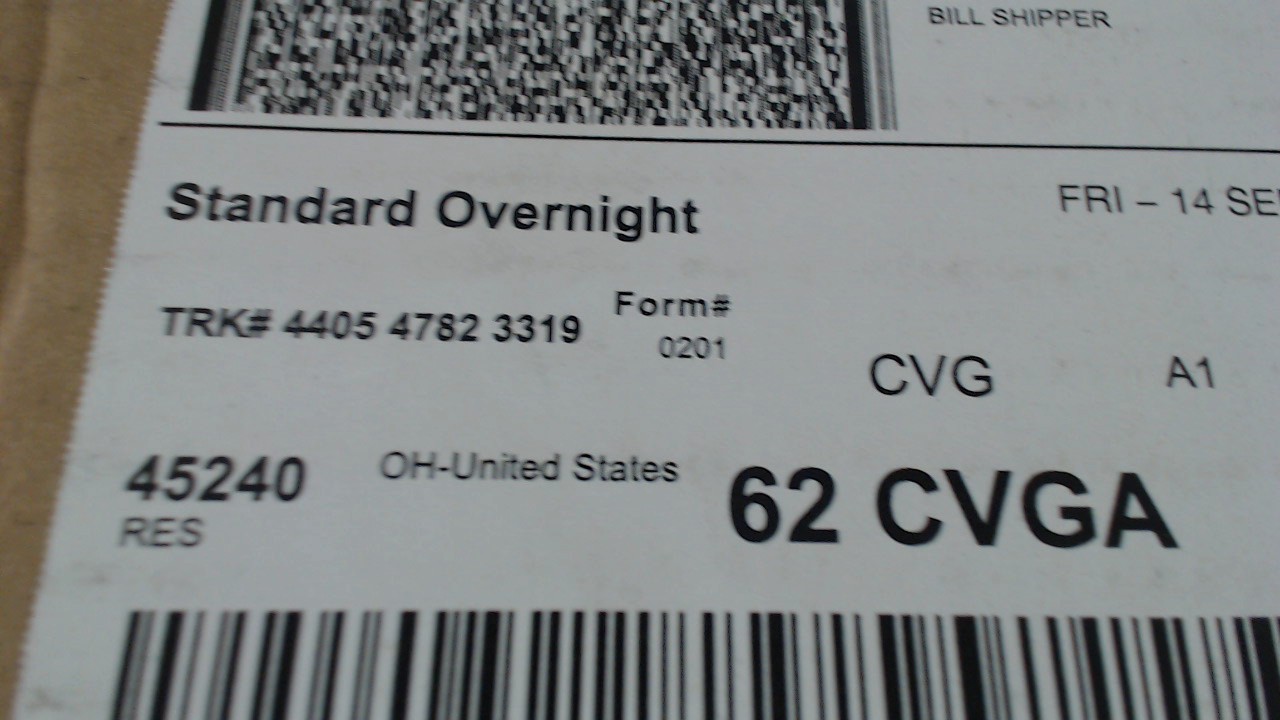 BILL SHIPPER
Standard Overnight
FRI – 14 SE
TRK# 4405 4782 3319
Form#
0201
CVG A1
45240
OH-United States
62 CVGA
RES